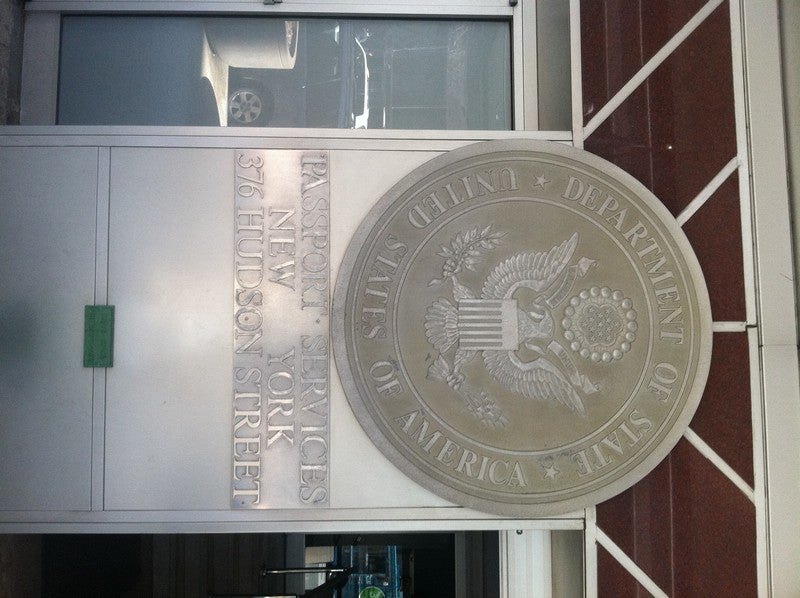 DEPARTMENT OF STATE
UNITED STATES OF AMERICA
PASSPORT SERVICES
NEW YORK
376 HUDSON STREET